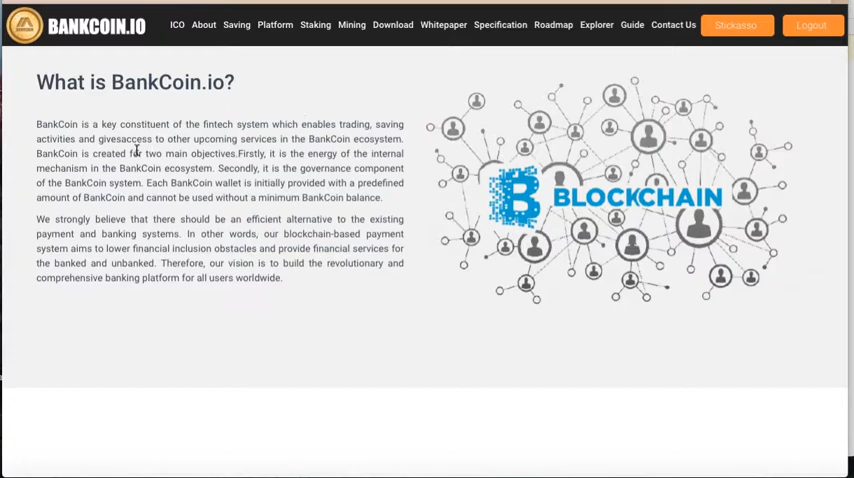 BANKCOIN.IO
ICO About Saving Platform Staking Mining Download Whitepaper Specification Roadmap Explorer Guide Contact Us Stickasso Logout
What is BankCoin.io?
BankCoin is a key constituent of the fintech system which enables trading, saving
activities and givesaccess to other upcoming services in the BankCoin ecosystem.
BankCoin is created for two main objectives.Firstly, it is the energy of the internal
mechanism in the BankCoin ecosystem. Secondly, it is the governance component
of the BankCoin system. Each BankCoin wallet is initially provided with a predefined
amount of BankCoin and cannot be used without a minimum BankCoin balance.
We strongly believe that there should be an efficient alternative to the existing
payment and banking systems. In other words, our blockchain-based payment
system aims to lower financial inclusion obstacles and provide financial services for
the banked and unbanked. Therefore, our vision is to build the revolutionary and
comprehensive banking platform for all users worldwide.
BLOCKCHAIN